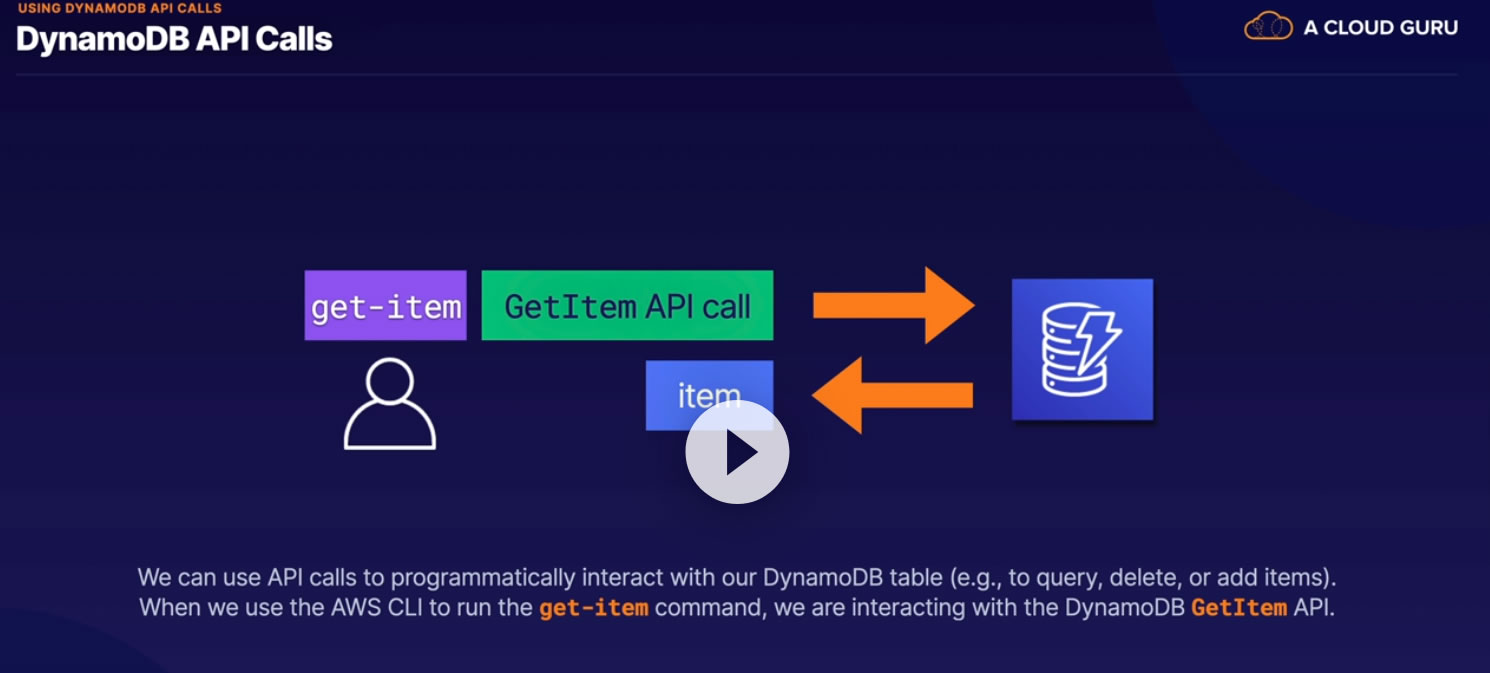 USING DYNAMODB API CALLS
DynamoDB API Calls
A CLOUD GURU
get-item
GetItem API call
item
We can use API calls to programmatically interact with our DynamoDB table (e.g., to query, delete, or add items).
When we use the AWS CLI to run the get-item command, we are interacting with the DynamoDB GetItem API.